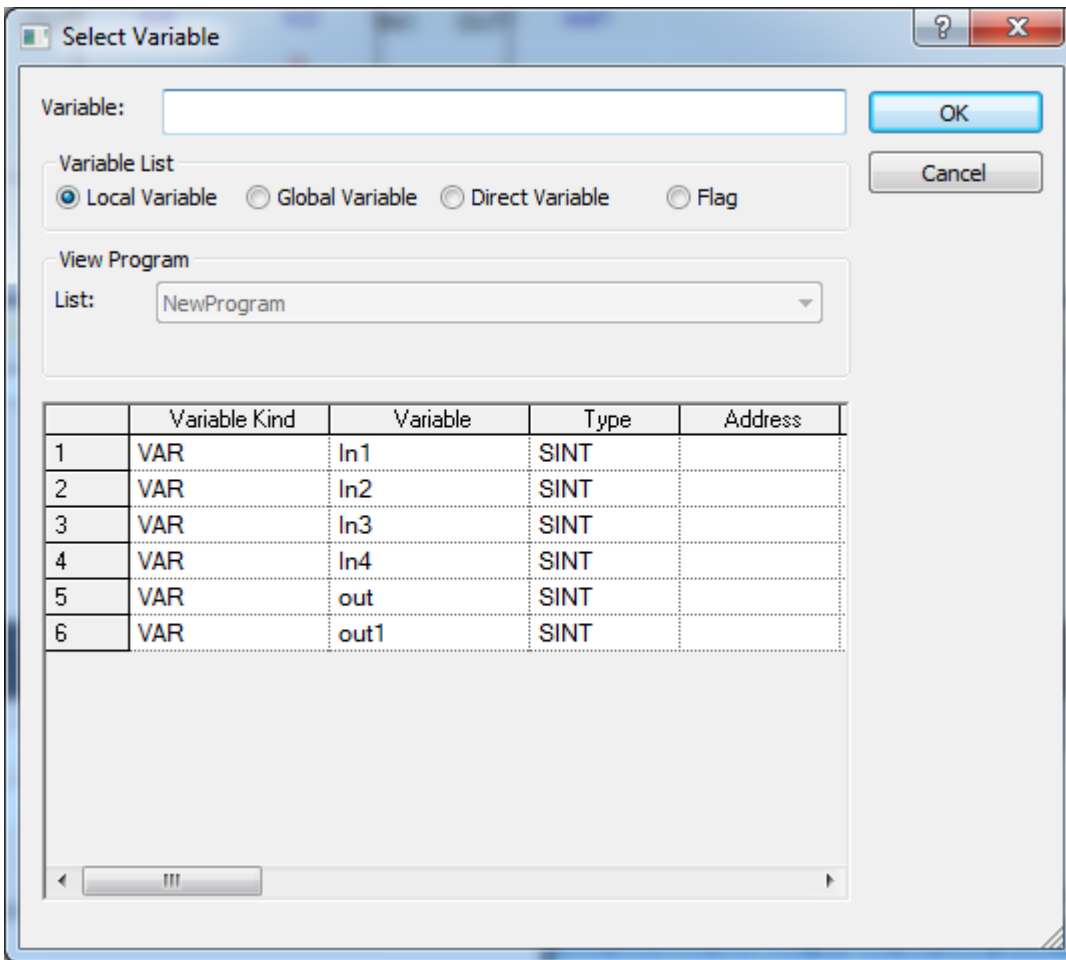 Select Variable
Variable:
OK
Variable List
Cancel
Local Variable Global Variable Direct Variable Flag
View Program
List: NewProgram
Variable Kind Variable Type Address
1 VAR In1 SINT
2 VAR In2 SINT
3 VAR In3 SINT
4 VAR In4 SINT
5 VAR out SINT
6 VAR out1 SINT